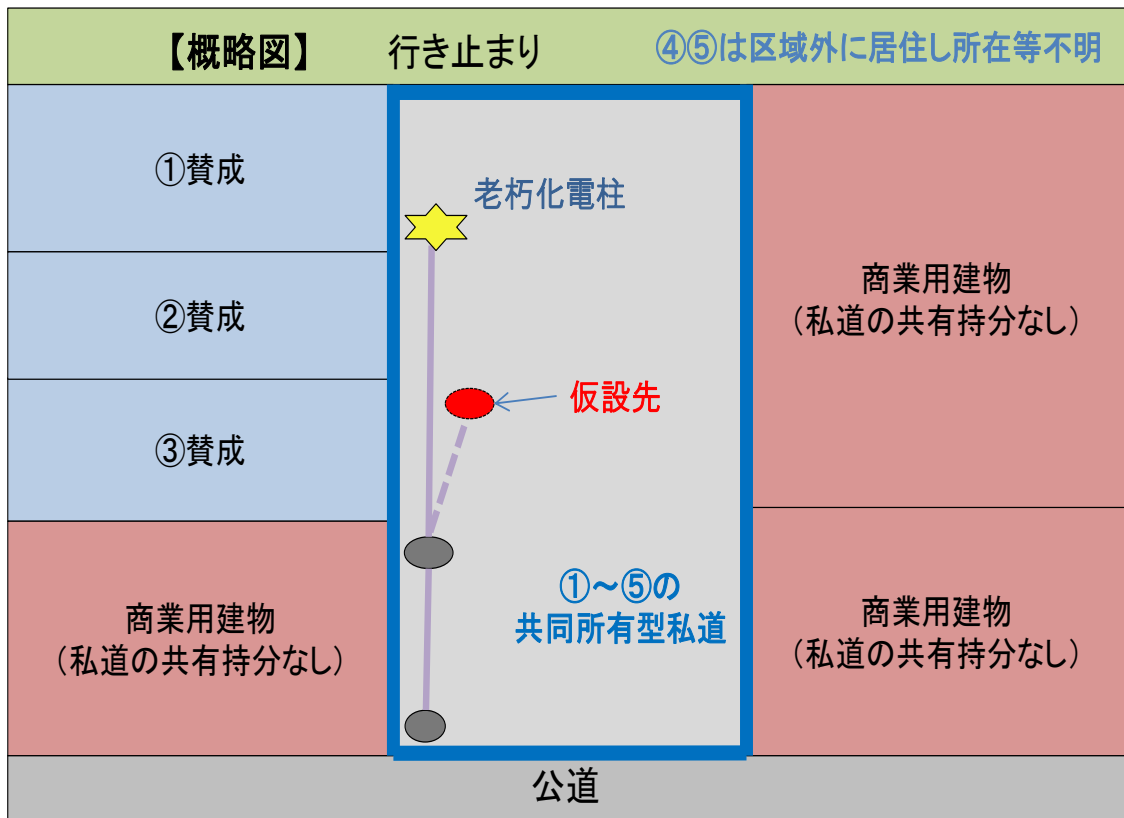 【概略図】 行き止まり ④⑤は区域外に居住し所在等不明
①賛成
老朽化電柱
②賛成
商業用建物
（私道の共有持分なし）
仮設先
③賛成
①～⑤の
共同所有型私道
商業用建物
（私道の共有持分なし）
商業用建物
（私道の共有持分なし）
公道